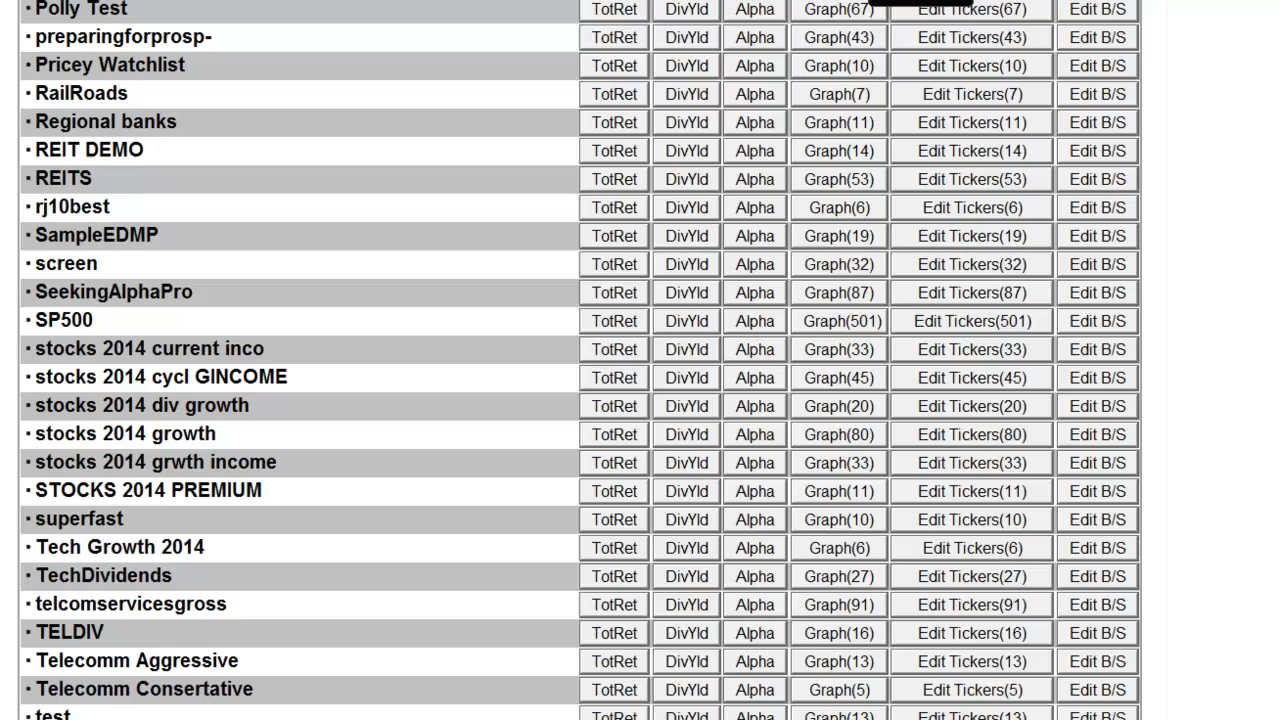 · Polly Test TotRet DivYld Alpha Graph(67) Edit Tickers(67) Edit B/S
· preparingforprosp- TotRet DivYld Alpha Graph(43) Edit Tickers(43) Edit B/S
· Pricey Watchlist TotRet DivYld Alpha Graph(10) Edit Tickers(10) Edit B/S
· RailRoads TotRet DivYld Alpha Graph(7) Edit Tickers(7) Edit B/S
· Regional banks TotRet DivYld Alpha Graph(11) Edit Tickers(11) Edit B/S
· REIT DEMO TotRet DivYld Alpha Graph(14) Edit Tickers(14) Edit B/S
· REITS TotRet DivYld Alpha Graph(53) Edit Tickers(53) Edit B/S
· rj10best TotRet DivYld Alpha Graph(6) Edit Tickers(6) Edit B/S
· SampleEDMP TotRet DivYld Alpha Graph(19) Edit Tickers(19) Edit B/S
· screen TotRet DivYld Alpha Graph(32) Edit Tickers(32) Edit B/S
· SeekingAlphaPro TotRet DivYld Alpha Graph(87) Edit Tickers(87) Edit B/S
· SP500 TotRet DivYld Alpha Graph(501) Edit Tickers(501) Edit B/S
· stocks 2014 current inco TotRet DivYld Alpha Graph(33) Edit Tickers(33) Edit B/S
· stocks 2014 cycl GINCOME TotRet DivYld Alpha Graph(45) Edit Tickers(45) Edit B/S
· stocks 2014 div growth TotRet DivYld Alpha Graph(20) Edit Tickers(20) Edit B/S
· stocks 2014 growth TotRet DivYld Alpha Graph(80) Edit Tickers(80) Edit B/S
· stocks 2014 grwth income TotRet DivYld Alpha Graph(33) Edit Tickers(33) Edit B/S
· STOCKS 2014 PREMIUM TotRet DivYld Alpha Graph(11) Edit Tickers(11) Edit B/S
· superfast TotRet DivYld Alpha Graph(10) Edit Tickers(10) Edit B/S
· Tech Growth 2014 TotRet DivYld Alpha Graph(6) Edit Tickers(6) Edit B/S
· TechDividends TotRet DivYld Alpha Graph(27) Edit Tickers(27) Edit B/S
· telcomservicesgross TotRet DivYld Alpha Graph(91) Edit Tickers(91) Edit B/S
· TELDIV TotRet DivYld Alpha Graph(16) Edit Tickers(16) Edit B/S
· Telecomm Aggressive TotRet DivYld Alpha Graph(13) Edit Tickers(13) Edit B/S
· Telecomm Consertative TotRet DivYld Alpha Graph(5) Edit Tickers(5) Edit B/S
· test TotRet DivYld Alpha Graph(13) Edit Tickers(13) Edit B/S